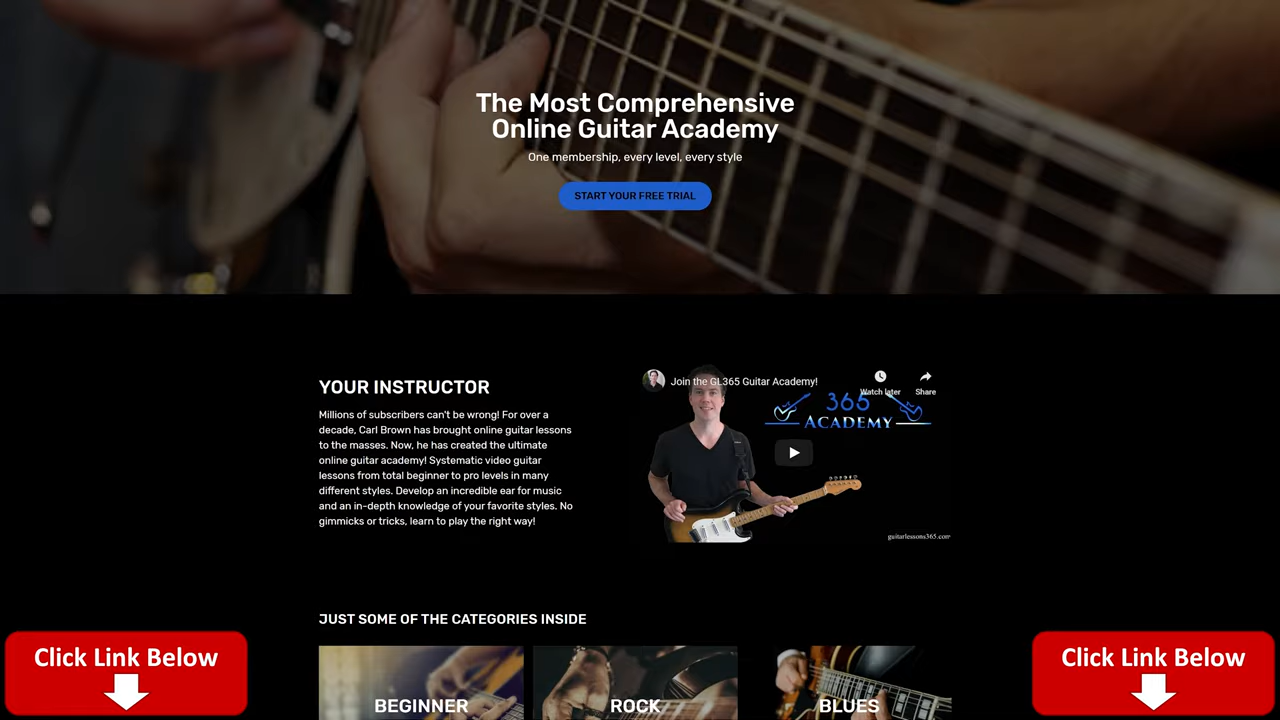 The Most Comprehensive
Online Guitar Academy
One membership, every level, every style
START YOUR FREE TRIAL
YOUR INSTRUCTOR
Millions of subscribers can't be wrong! For over a
decade, Carl Brown has brought online guitar lessons
to the masses. Now, he has created the ultimate
online guitar academy! Systematic video guitar
lessons from total beginner to pro levels in many
different styles. Develop an incredible ear for music
and an in-depth knowledge of your favorite styles. No
gimmicks or tricks, learn to play the right way!
Join the GL365 Guitar Academy!
Watch later
Share
365
ACADEMY
guitarlessons365.com
JUST SOME OF THE CATEGORIES INSIDE
BEGINNER
ROCK
BLUES
Click Link Below
Click Link Below